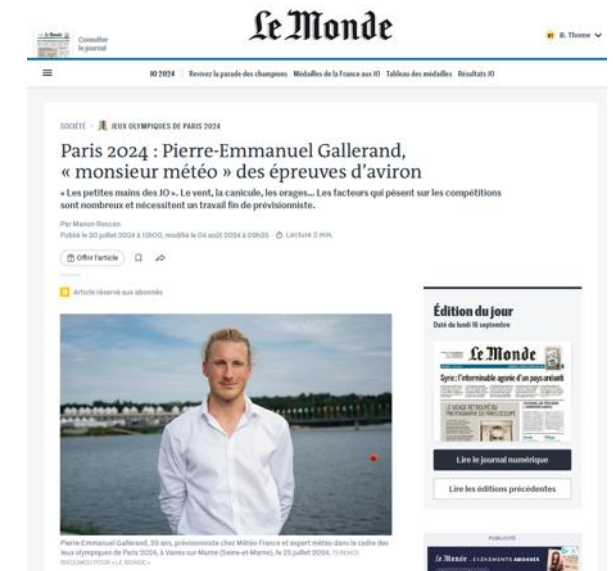 Consulter
le journal
Le Monde
B. Thome
JO 2024 Revivez la parade des champions Médailles de la France aux JO Tableau des médailles Résultats JO
SOCIÉTÉ JEUX OLYMPIQUES DE PARIS 2024
Paris 2024 : Pierre-Emmanuel Gallerand,
« monsieur météo » des épreuves d’aviron
« Les petites mains des JO ». Le vent, la canicule, les orages… Les facteurs qui pèsent sur les compétitions
sont nombreux et nécessitent un travail fin de prévisionniste.
Par Manon Rescan
Publié le 30 juillet 2024 à 12h00, modifié le 04 août 2024 à 09h35. Lecture 2 min.
Offrir l’article
Article réservé aux abonnés
Édition du jour
Daté du lundi 16 septembre
Le Monde
Syrie : l’interminable agonie d’un pays anéanti
Lire le journal numérique
Lire les éditions précédentes
Pierre-Emmanuel Gallerand, 35 ans, prévisionniste chez Météo-France et expert météo dans le cadre des
Jeux olympiques de Paris 2024, à Vaires-sur-Marne (Seine-et-Marne), le 25 juillet 2024.
POUR « LE MONDE »
PUBLICITÉ
Le Monde ÉVÉNEMENTS ABONNÉS